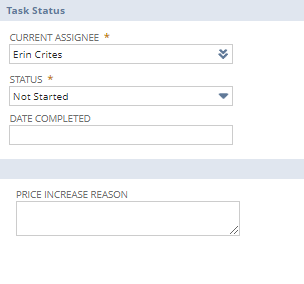 Task Status
CURRENT ASSIGNEE *
Erin Crites
STATUS *
Not Started
DATE COMPLETED
PRICE INCREASE REASON